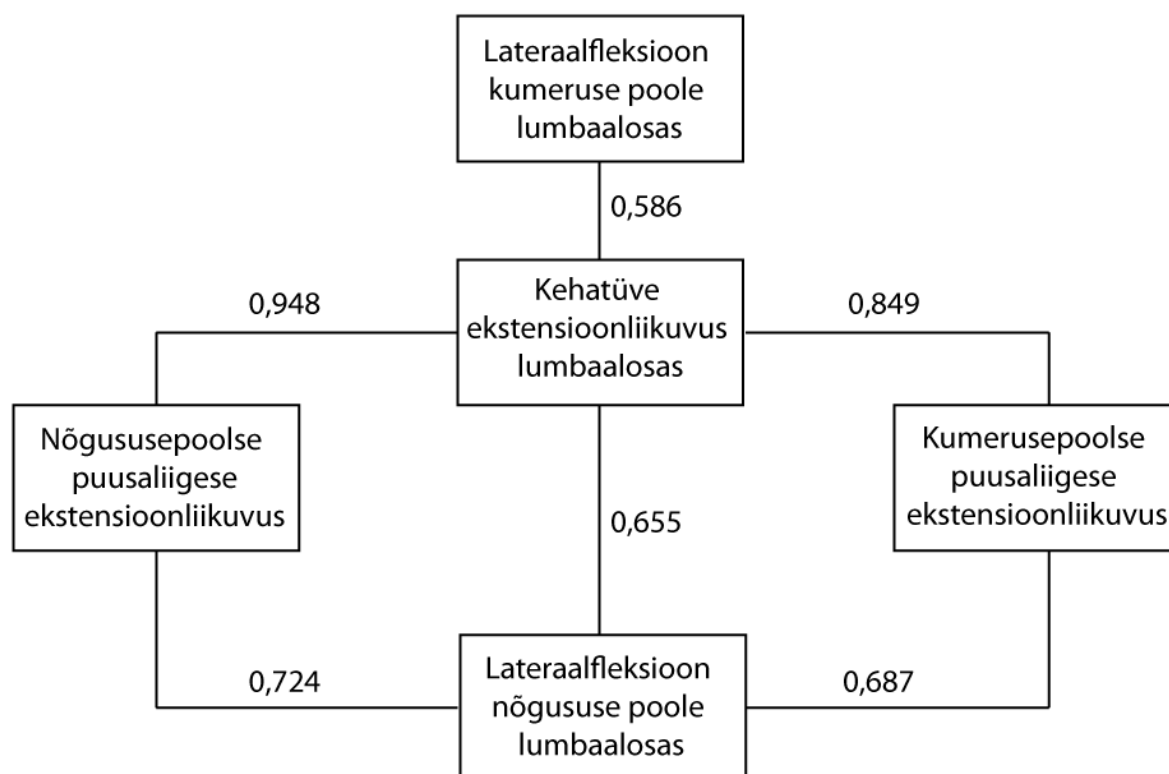 Lateraalfleksioon
kumeruse poole
lumbaalosas
0,586
0,948
Kehatüve
ekstensioonliikuvus
lumbaalosas
0,849
Nõgususepoolse
puusaliigese
ekstensioonliikuvus
Kumerusepoolse
puusaliigese
ekstensioonliikuvus
0,655
0,724
Lateraalfleksioon
nõgususe poole
lumbaalosas
0,687